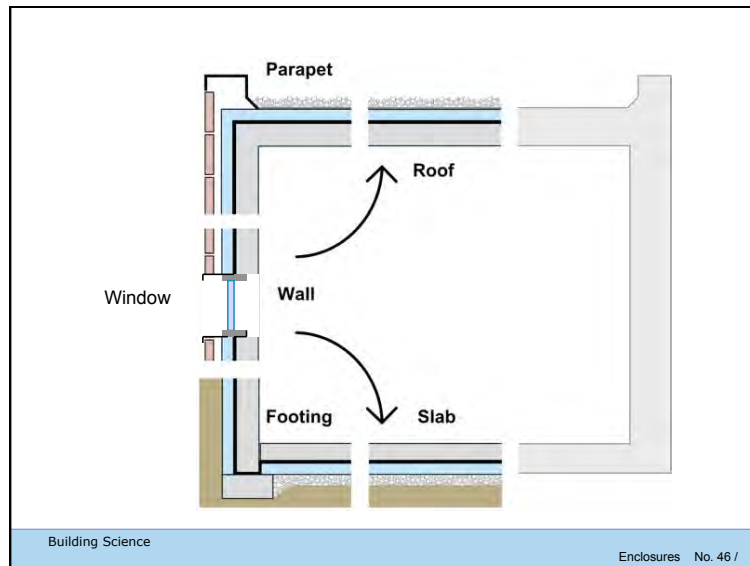 Parapet
Roof
Window
Wall
Footing Slab
Building Science
Enclosures No. 46 /